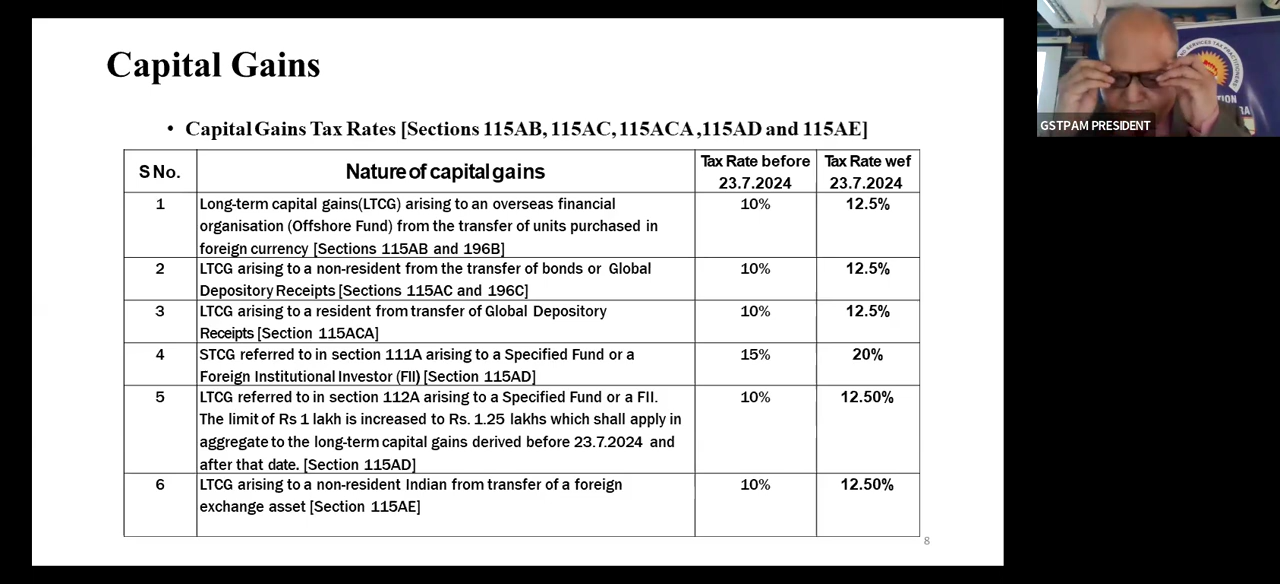 Capital Gains
• Capital Gains Tax Rates [Sections 115AB, 115AC, 115ACA ,115AD and 115AE]
S No. Nature of capital gains Tax Rate before 23.7.2024 Tax Rate wef 23.7.2024
1 Long-term capital gains(LTCG) arising to an overseas financial 10% 12.5%
organisation (Offshore Fund) from the transfer of units purchased in
foreign currency [Sections 115AB and 196B]
2 LTCG arising to a non-resident from the transfer of bonds or Global 10% 12.5%
Depository Receipts [Sections 115AC and 196C]
3 LTCG arising to a resident from transfer of Global Depository 10% 12.5%
Receipts [Section 115ACA]
4 STCG referred to in section 111A arising to a Specified Fund or a 15% 20%
Foreign Institutional Investor (FII) [Section 115AD]
5 LTCG referred to in section 112A arising to a Specified Fund or a FII. 10% 12.50%
The limit of Rs 1 lakh is increased to Rs. 1.25 lakhs which shall apply in
aggregate to the long-term capital gains derived before 23.7.2024 and
after that date. [Section 115AD]
6 LTCG arising to a non-resident Indian from transfer of a foreign 10% 12.50%
exchange asset [Section 115AE]
8
SERVICES TAX PRACTITIONERS
GSTPAM PRESIDENT